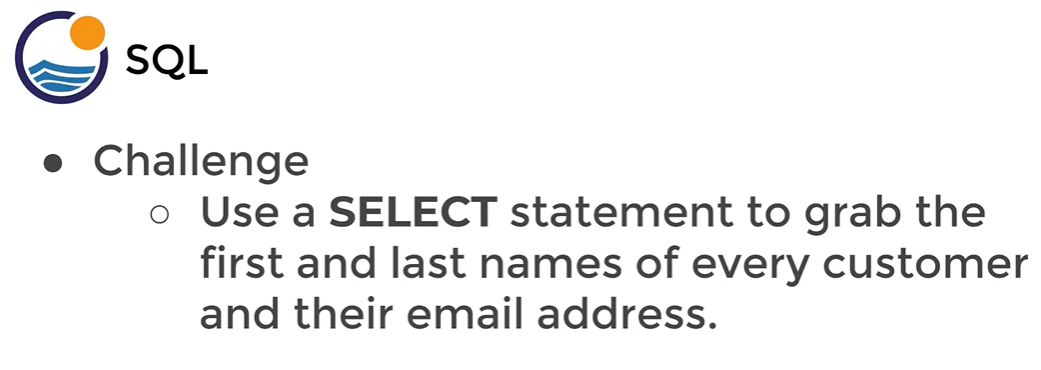 SQL
● Challenge
○ Use a SELECT statement to grab the
first and last names of every customer
and their email address.